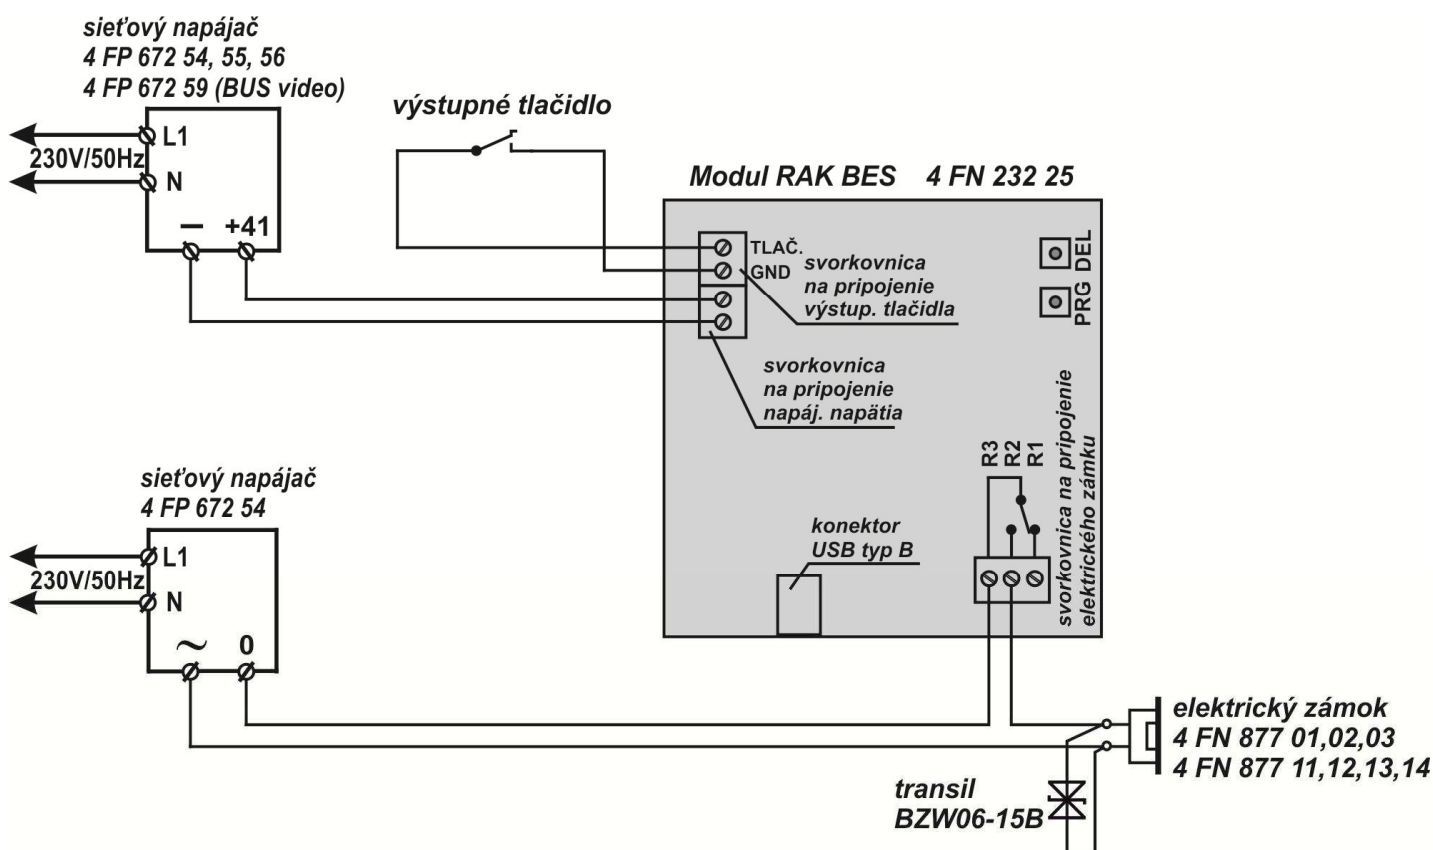 sieťový napájač
4 FP 672 54, 55, 56
4 FP 672 59 (BUS video)
L1
230V/50Hz
N
— +41
výstupné tlačidlo
Modul RAK BES 4 FN 232 25
TLAČ.
GND
svorkovnica
na pripojenie
výstup. tlačidla
DEL
PRG
svorkovnica
na pripojenie
napáj. napätia
R3
R2
R1
svorkovnica na pripojenie
elektrického zámku
konektor
USB typ B
sieťový napájač
4 FP 672 54
L1
230V/50Hz
N
~ 0
elektrický zámok
4 FN 877 01,02,03
4 FN 877 11,12,13,14
transil
BZW06-15B